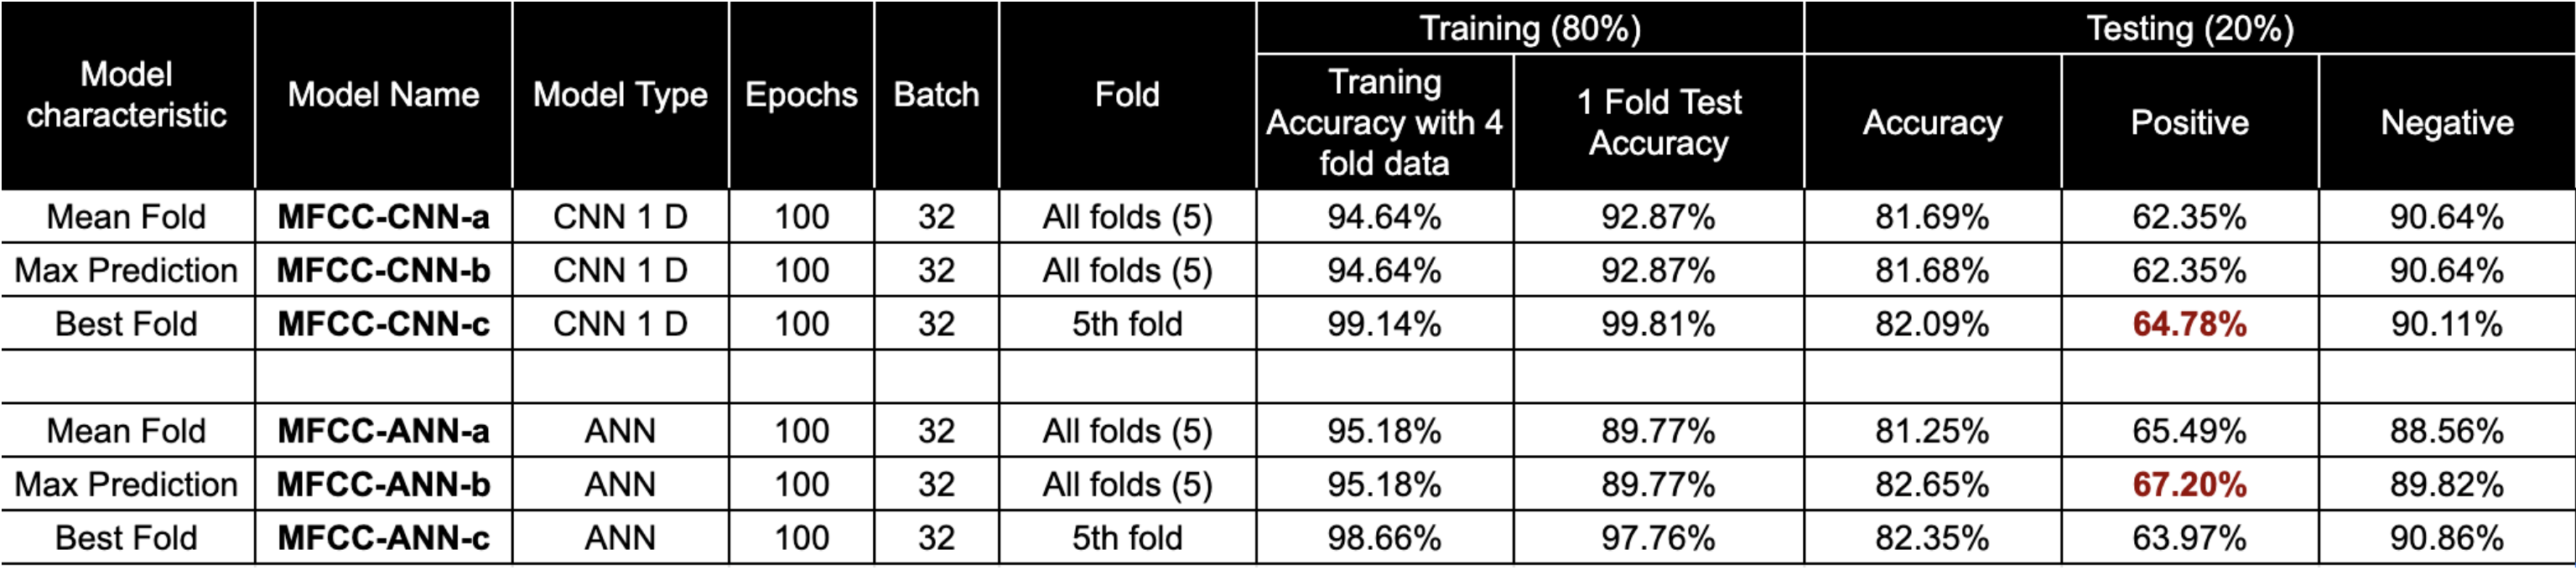 Model characteristic | Model Name | Model Type | Epochs | Batch | Fold | Training (80%) | Testing (20%)
Traning Accuracy with 4 fold data | 1 Fold Test Accuracy | Accuracy | Positive | Negative
Mean Fold | MFCC-CNN-a | CNN 1 D | 100 | 32 | All folds (5) | 94.64% | 92.87% | 81.69% | 62.35% | 90.64%
Max Prediction | MFCC-CNN-b | CNN 1 D | 100 | 32 | All folds (5) | 94.64% | 92.87% | 81.68% | 62.35% | 90.64%
Best Fold | MFCC-CNN-c | CNN 1 D | 100 | 32 | 5th fold | 99.14% | 99.81% | 82.09% | 64.78% | 90.11%
Mean Fold | MFCC-ANN-a | ANN | 100 | 32 | All folds (5) | 95.18% | 89.77% | 81.25% | 65.49% | 88.56%
Max Prediction | MFCC-ANN-b | ANN | 100 | 32 | All folds (5) | 95.18% | 89.77% | 82.65% | 67.20% | 89.82%
Best Fold | MFCC-ANN-c | ANN | 100 | 32 | 5th fold | 98.66% | 97.76% | 82.35% | 63.97% | 90.86%